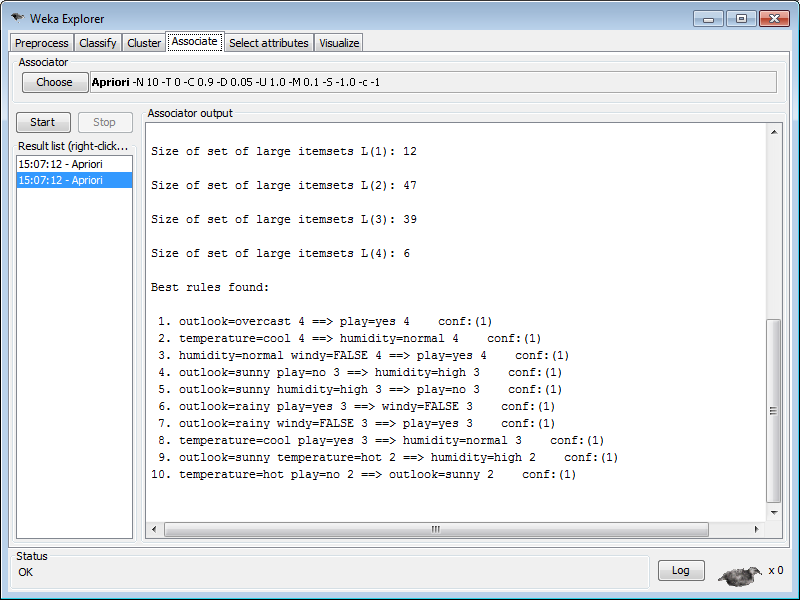 Weka Explorer
Preprocess Classify Cluster Associate Select attributes Visualize
Associator
Choose Apriori -N 10 -T 0 -C 0.9 -D 0.05 -U 1.0 -M 0.1 -S -1.0 -c -1
Start Stop
Result list (right-click...
15:07:12 - Apriori
15:07:12 - Apriori
Associator output
Size of set of large itemsets L(1): 12
Size of set of large itemsets L(2): 47
Size of set of large itemsets L(3): 39
Size of set of large itemsets L(4): 6
Best rules found:
1. outlook=overcast 4 ==> play=yes 4 conf:(1)
2. temperature=cool 4 ==> humidity=normal 4 conf:(1)
3. humidity=normal windy=FALSE 4 ==> play=yes 4 conf:(1)
4. outlook=sunny play=no 3 ==> humidity=high 3 conf:(1)
5. outlook=sunny humidity=high 3 ==> play=no 3 conf:(1)
6. outlook=rainy play=yes 3 ==> windy=FALSE 3 conf:(1)
7. outlook=rainy windy=FALSE 3 ==> play=yes 3 conf:(1)
8. temperature=cool play=yes 3 ==> humidity=normal 3 conf:(1)
9. outlook=sunny temperature=hot 2 ==> humidity=high 2 conf:(1)
10. temperature=hot play=no 2 ==> outlook=sunny 2 conf:(1)
Status
OK
Log x 0